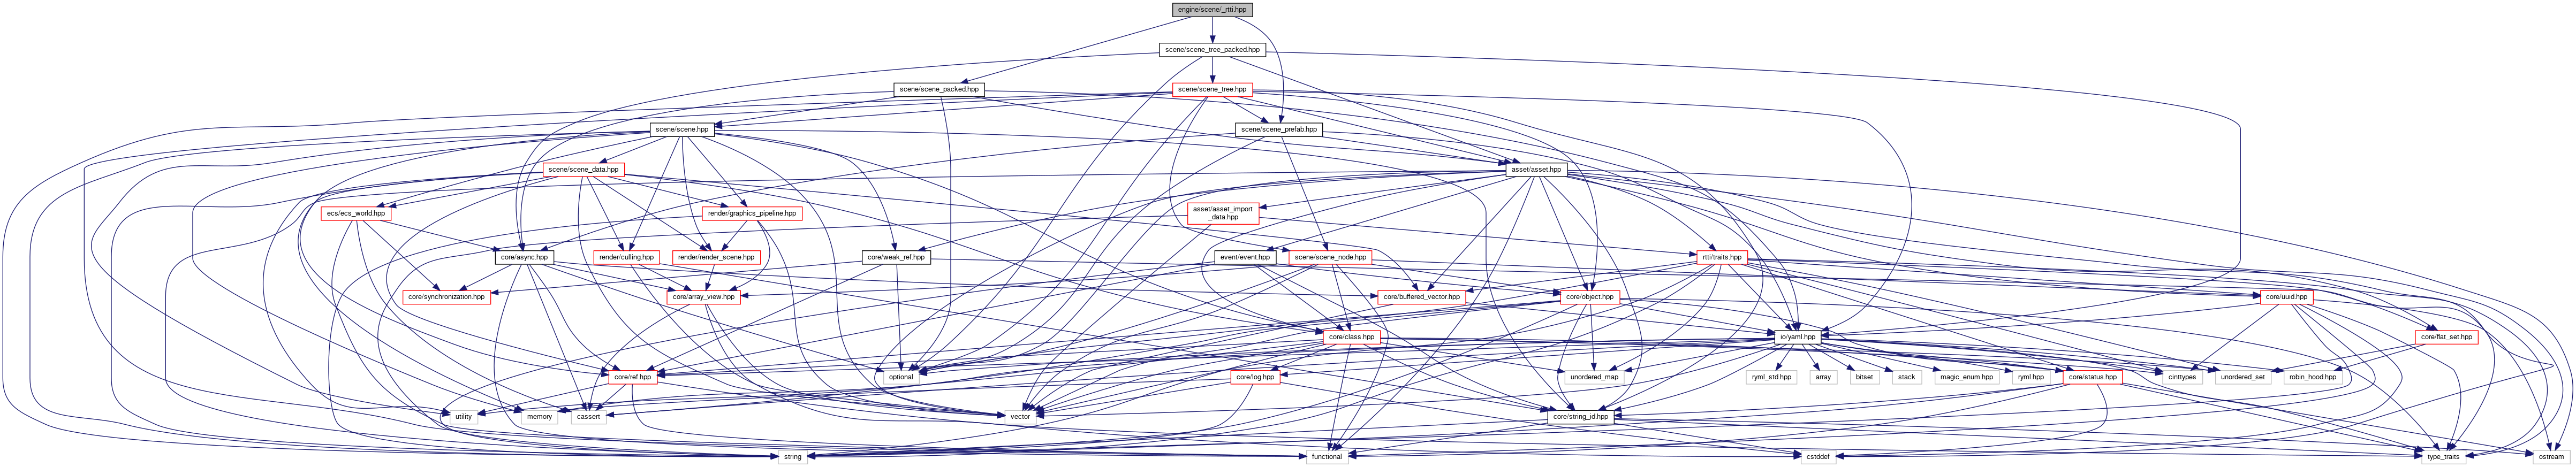 engine/scene/_rtti.hpp
scene/scene_tree_packed.hpp
scene/scene_packed.hpp
scene/scene_tree.hpp
scene/scene.hpp
scene/scene_prefab.hpp
scene/scene_data.hpp
asset/asset.hpp
ecs/ecs_world.hpp
render/graphics_pipeline.hpp
asset/asset_import
_data.hpp
core/async.hpp
render/culling.hpp
render/render_scene.hpp
core/weak_ref.hpp
event/event.hpp
scene/scene_node.hpp
rtti/traits.hpp
core/synchronization.hpp
core/array_view.hpp
core/buffered_vector.hpp
core/object.hpp
core/uuid.hpp
core/class.hpp
io/yaml.hpp
core/flat_set.hpp
core/ref.hpp
optional
core/log.hpp
unordered_map
ryml_std.hpp
array
bitset
stack
magic_enum.hpp
ryml.hpp
core/status.hpp
cinttypes
unordered_set
robin_hood.hpp
utility
memory
cassert
vector
core/string_id.hpp
string
functional
cstddef
type_traits
ostream